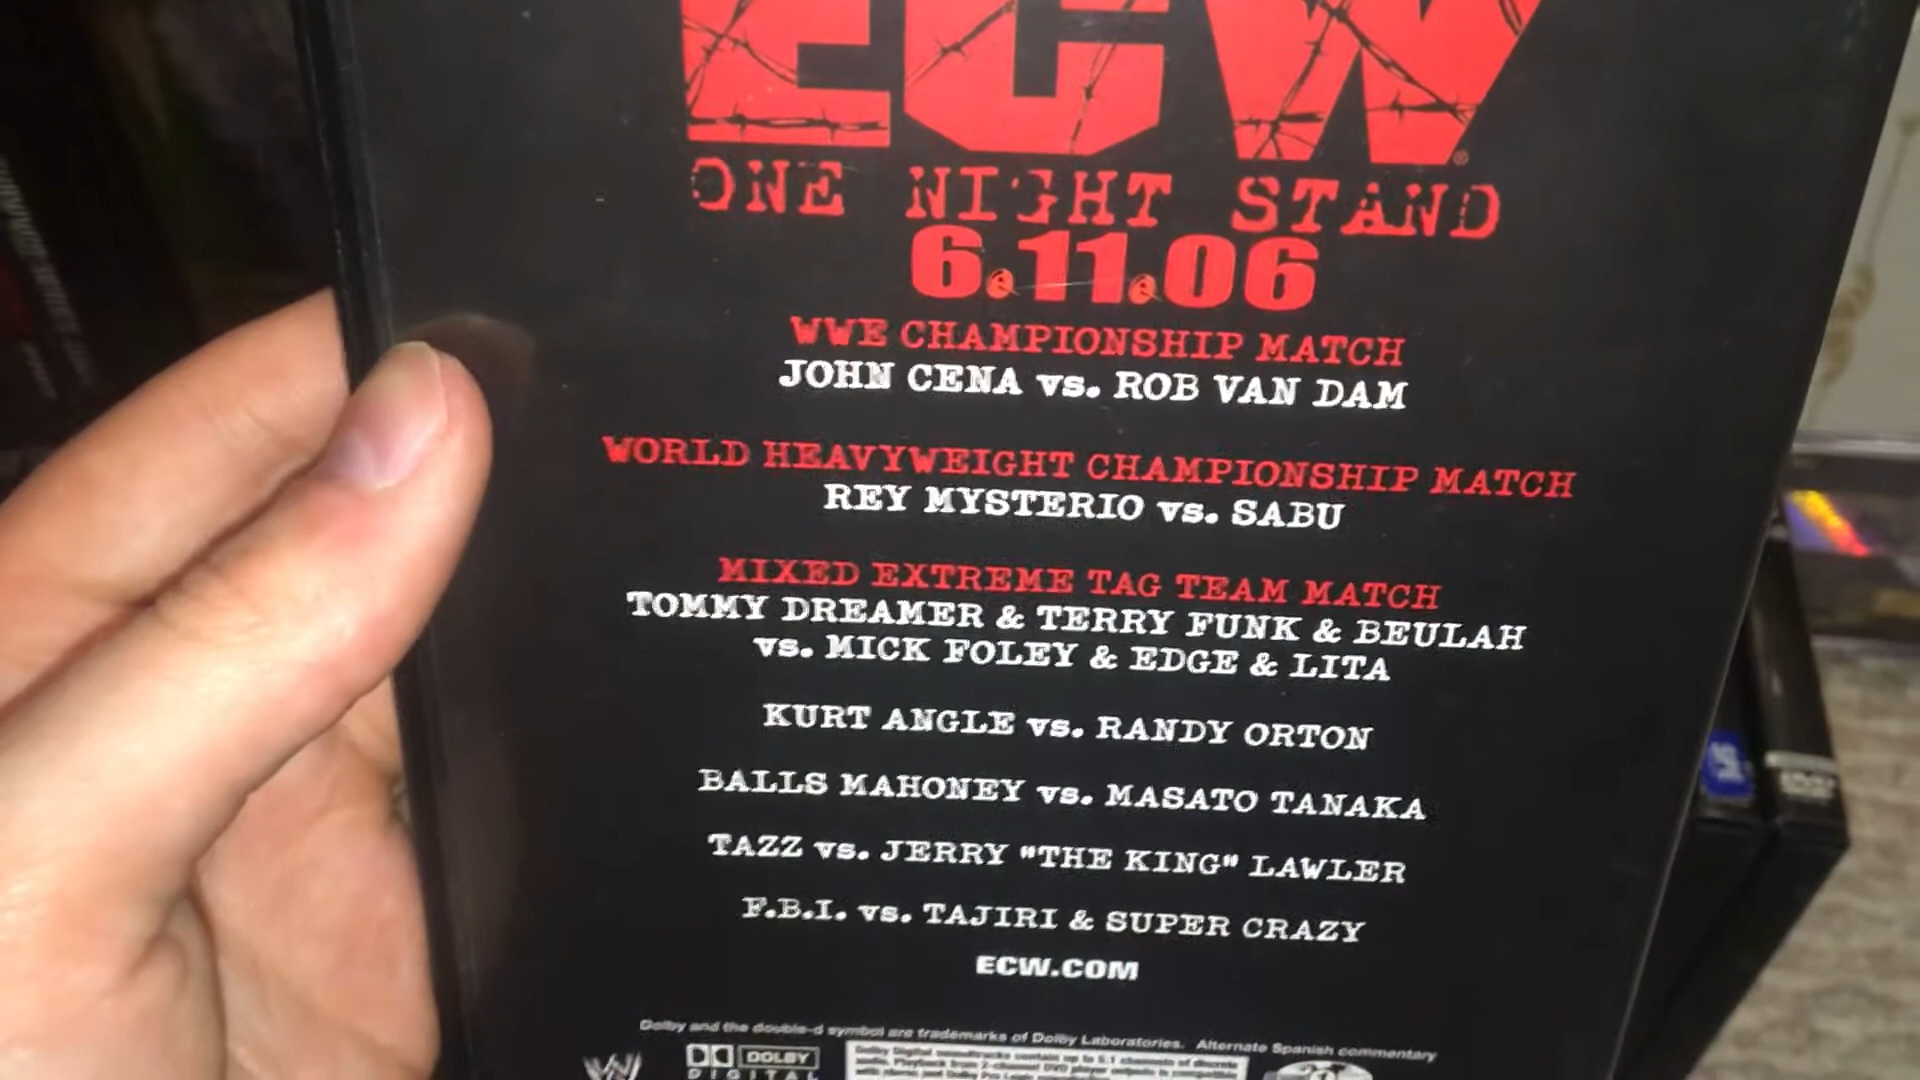 ECW
ONE NIGHT STAND
6.11.06
WWE CHAMPIONSHIP MATCH
JOHN CENA vs. ROB VAN DAM
WORLD HEAVYWEIGHT CHAMPIONSHIP MATCH
REY MYSTERIO vs. SABU
MIXED EXTREME TAG TEAM MATCH
TOMMY DREAMER & TERRY FUNK & BEULAH
vs. MICK FOLEY & EDGE & LITA
KURT ANGLE vs. RANDY ORTON
BALLS MAHONEY vs. MASATO TANAKA
TAZZ vs. JERRY "THE KING" LAWLER
F.B.I. vs. TAJIRI & SUPER CRAZY
ECW.COM
Dolby and the double-d symbol are trademarks of Dolby Laboratories. Alternate Spanish commentary
DOLBY
DIGITAL